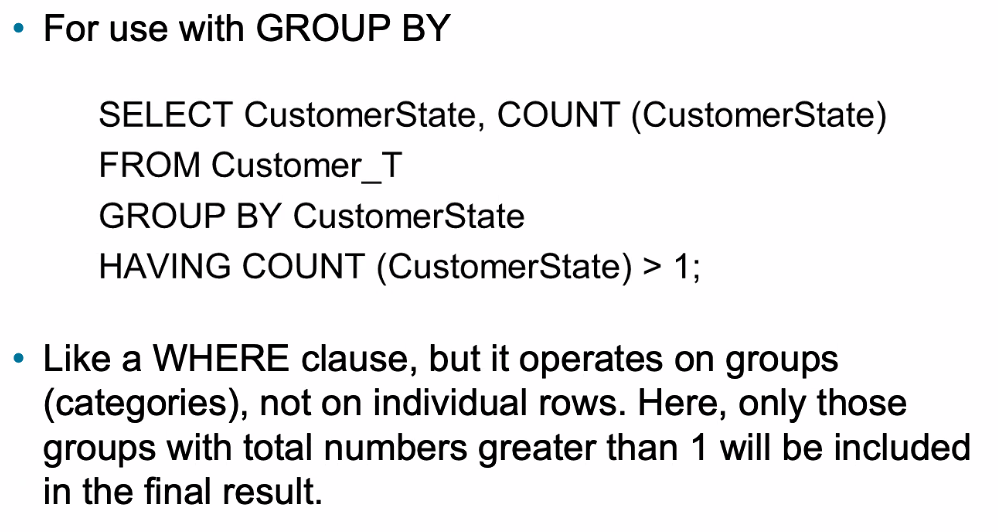 • For use with GROUP BY
SELECT CustomerState, COUNT (CustomerState)
FROM Customer_T
GROUP BY CustomerState
HAVING COUNT (CustomerState) > 1;
• Like a WHERE clause, but it operates on groups
(categories), not on individual rows. Here, only those
groups with total numbers greater than 1 will be included
in the final result.